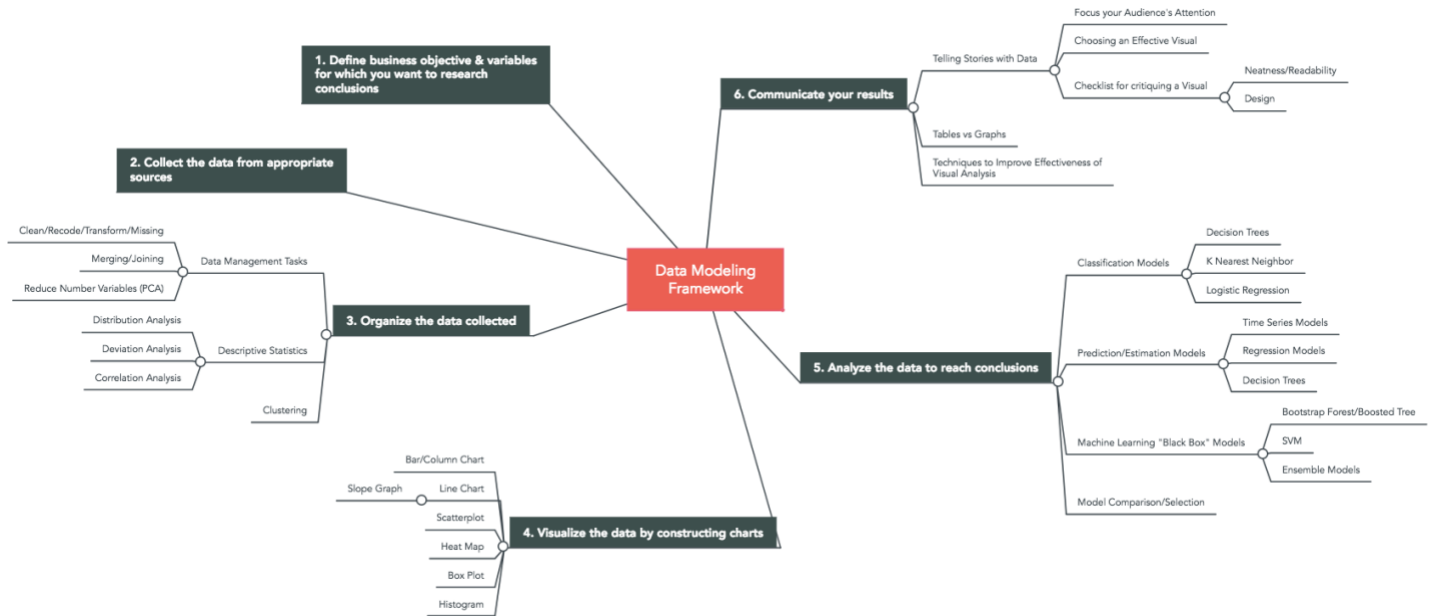 Data Modeling
Framework
1. Define business objective & variables
for which you want to research
conclusions
2. Collect the data from appropriate
sources
3. Organize the data collected
Data Management Tasks
Clean/Recode/Transform/Missing
Merging/Joining
Reduce Number Variables (PCA)
Descriptive Statistics
Distribution Analysis
Deviation Analysis
Correlation Analysis
Clustering
4. Visualize the data by constructing charts
Bar/Column Chart
Line Chart
Slope Graph
Scatterplot
Heat Map
Box Plot
Histogram
5. Analyze the data to reach conclusions
Classification Models
Decision Trees
K Nearest Neighbor
Logistic Regression
Prediction/Estimation Models
Time Series Models
Regression Models
Decision Trees
Machine Learning "Black Box" Models
Bootstrap Forest/Boosted Tree
SVM
Ensemble Models
Model Comparison/Selection
6. Communicate your results
Telling Stories with Data
Focus your Audience's Attention
Choosing an Effective Visual
Checklist for critiquing a Visual
Neatness/Readability
Design
Tables vs Graphs
Techniques to Improve Effectiveness of
Visual Analysis